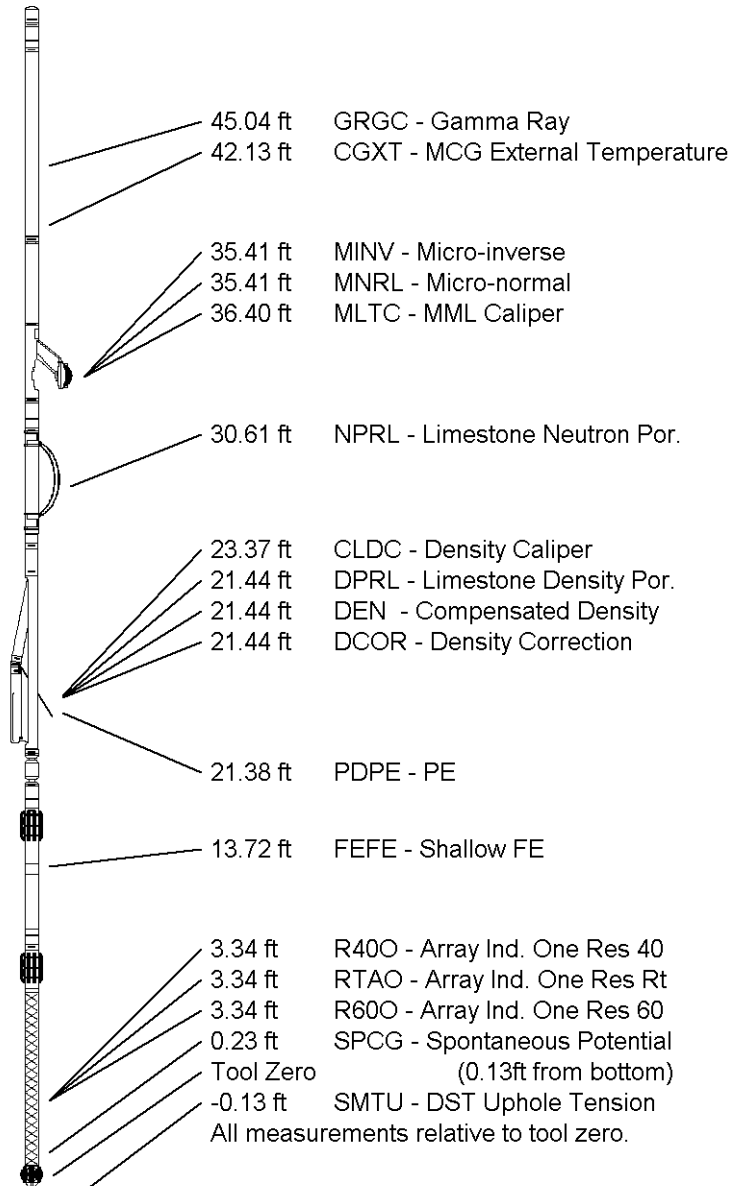 45.04 ft GRGC - Gamma Ray
42.13 ft CGXT - MCG External Temperature
35.41 ft MINV - Micro-inverse
35.41 ft MNRL - Micro-normal
36.40 ft MLTC - MML Caliper
30.61 ft NPRL - Limestone Neutron Por.
23.37 ft CLDC - Density Caliper
21.44 ft DPRL - Limestone Density Por.
21.44 ft DEN - Compensated Density
21.44 ft DCOR - Density Correction
21.38 ft PDPE - PE
13.72 ft FEFE - Shallow FE
3.34 ft R40O - Array Ind. One Res 40
3.34 ft RTAO - Array Ind. One Res Rt
3.34 ft R60O - Array Ind. One Res 60
0.23 ft SPCG - Spontaneous Potential
Tool Zero (0.13ft from bottom)
-0.13 ft SMTU - DST Uphole Tension
All measurements relative to tool zero.